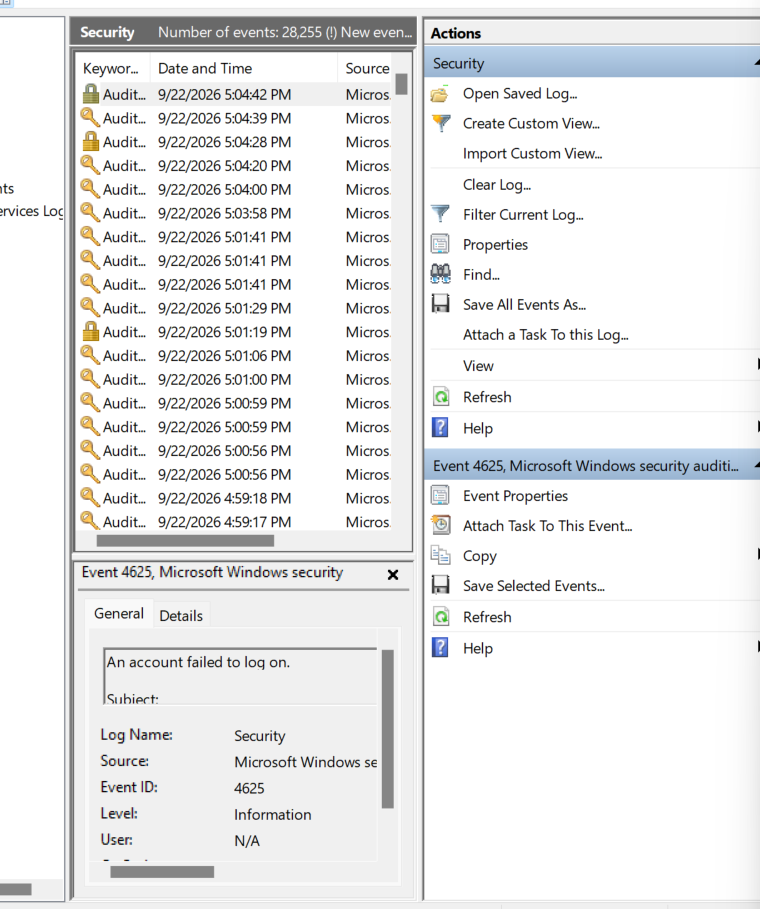 nts
ervices Log
Security Number of events: 28,255 (!) New even...
Keywor... Date and Time Source
Audit... 9/22/2026 5:04:42 PM Micros
Audit... 9/22/2026 5:04:39 PM Micros
Audit... 9/22/2026 5:04:28 PM Micros
Audit... 9/22/2026 5:04:20 PM Micros
Audit... 9/22/2026 5:04:00 PM Micros
Audit... 9/22/2026 5:03:58 PM Micros
Audit... 9/22/2026 5:01:41 PM Micros
Audit... 9/22/2026 5:01:41 PM Micros
Audit... 9/22/2026 5:01:41 PM Micros
Audit... 9/22/2026 5:01:29 PM Micros
Audit... 9/22/2026 5:01:19 PM Micros
Audit... 9/22/2026 5:01:06 PM Micros
Audit... 9/22/2026 5:01:00 PM Micros
Audit... 9/22/2026 5:00:59 PM Micros
Audit... 9/22/2026 5:00:59 PM Micros
Audit... 9/22/2026 5:00:56 PM Micros
Audit... 9/22/2026 5:00:56 PM Micros
Audit... 9/22/2026 4:59:18 PM Micros
Audit... 9/22/2026 4:59:17 PM Micros
Event 4625, Microsoft Windows security
General Details
An account failed to log on.
Subject:
Log Name: Security
Source: Microsoft Windows se
Event ID: 4625
Level: Information
User: N/A
Actions
Security
Open Saved Log...
Create Custom View...
Import Custom View...
Clear Log...
Filter Current Log...
Properties
Find...
Save All Events As...
Attach a Task To this Log...
View
Refresh
Help
Event 4625, Microsoft Windows security auditi...
Event Properties
Attach Task To This Event...
Copy
Save Selected Events...
Refresh
Help